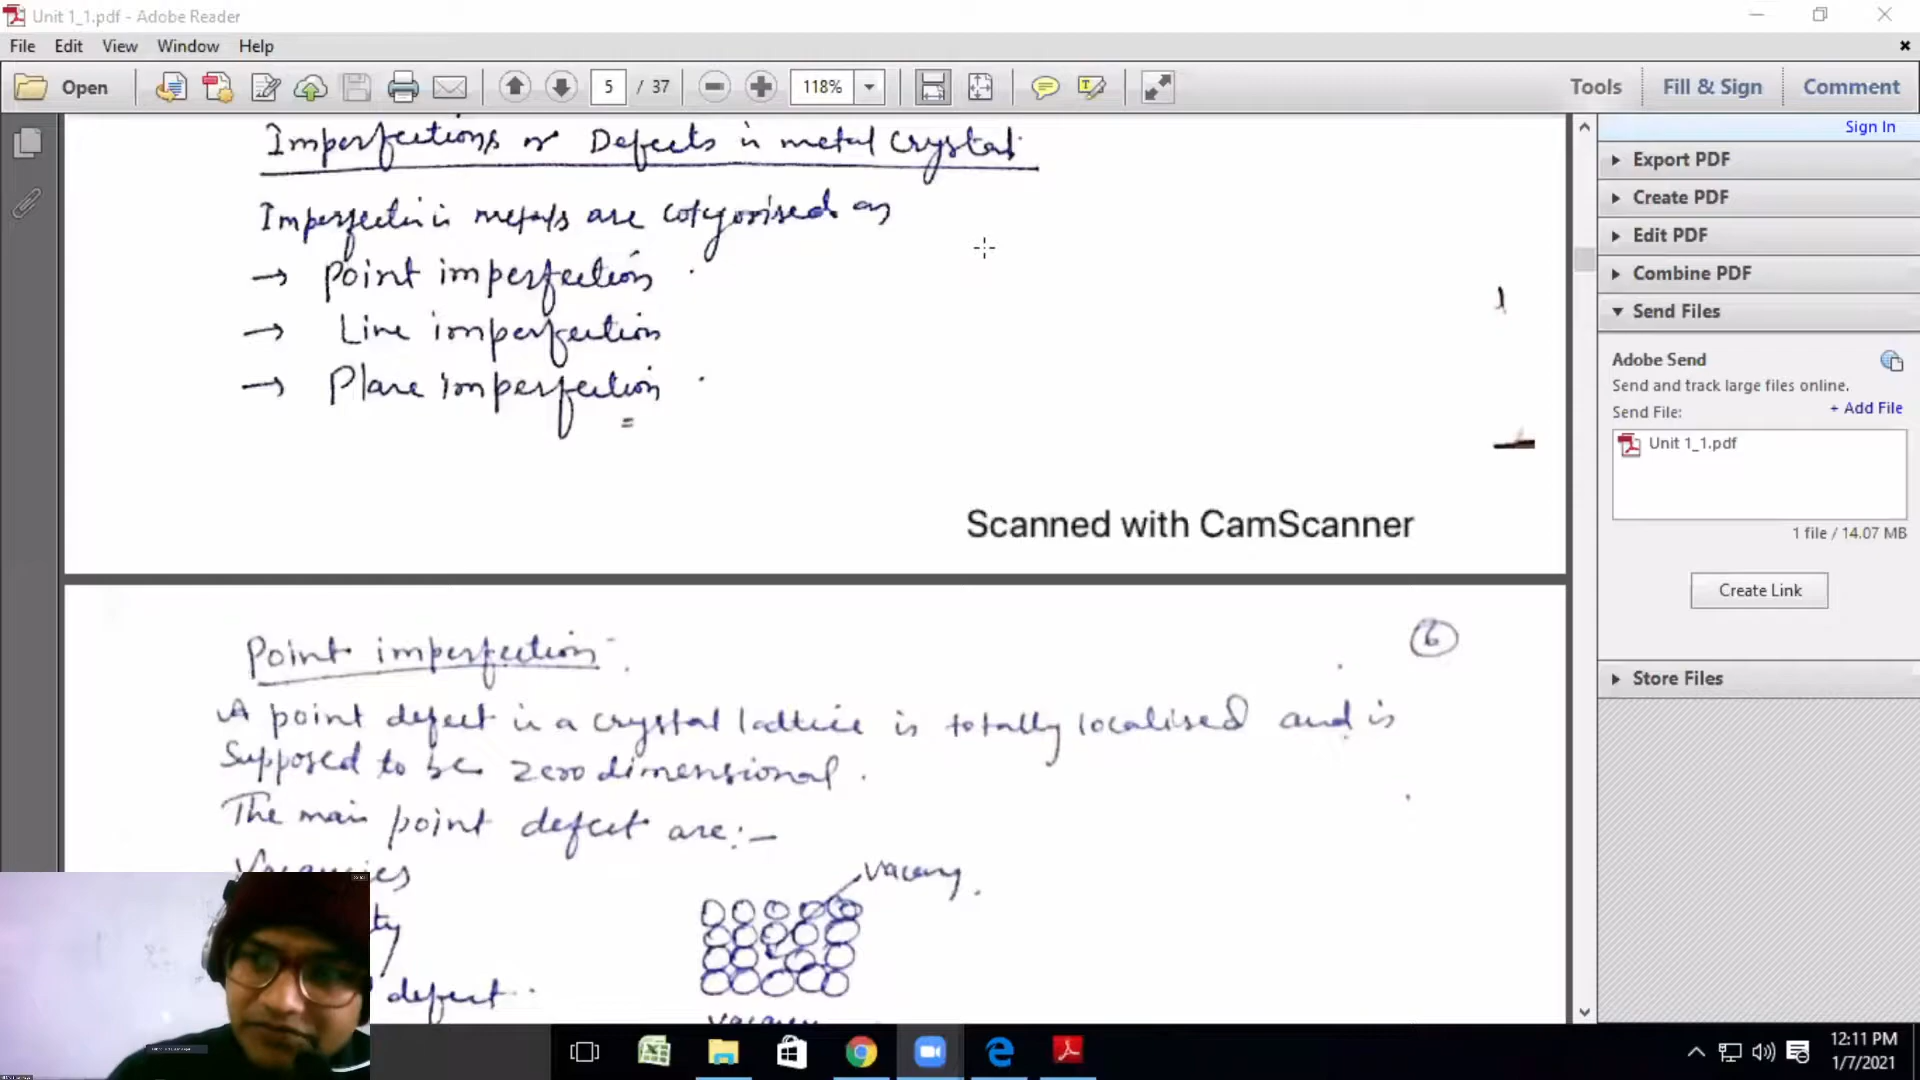 Unit 1_1.pdf - Adobe Reader
File Edit View Window Help
Open 5 / 37 118% Tools Fill & Sign Comment
Sign In
Export PDF
Create PDF
Edit PDF
Combine PDF
Send Files
Adobe Send
Send and track large files online.
Send File: + Add File
Unit 1_1.pdf
1 file / 14.07 MB
Create Link
Store Files
Imperfections or Defects in metal crystal
Imperfection in metals are categorised as
→ Point imperfection
→ Line imperfection
→ Plane imperfection
Scanned with CamScanner
Point imperfection
6
A point defect in a crystal lattice is totally localised and is
supposed to be zero dimensional.
The main point defect are:-
Vacancies
vacancy
defect
vacancy
12:11 PM
1/7/2021